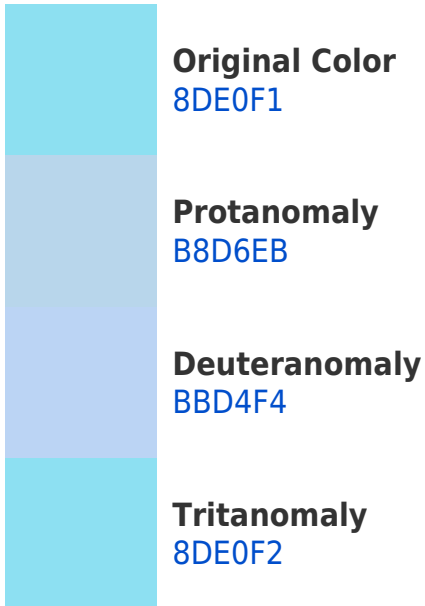 Original Color
8DE0F1
Protanomaly
B8D6EB
Deuteranomaly
BBD4F4
Tritanomaly
8DE0F2